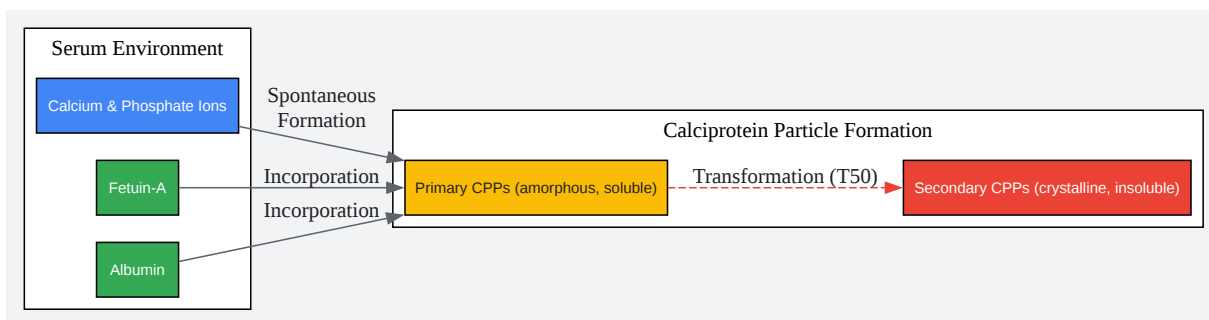 Serum Environment
Calcium & Phosphate Ions
Fetuin-A
Albumin
Spontaneous
Formation
Incorporation
Incorporation
Calciprotein Particle Formation
Primary CPPs (amorphous, soluble)
Transformation (T50)
Secondary CPPs (crystalline, insoluble)